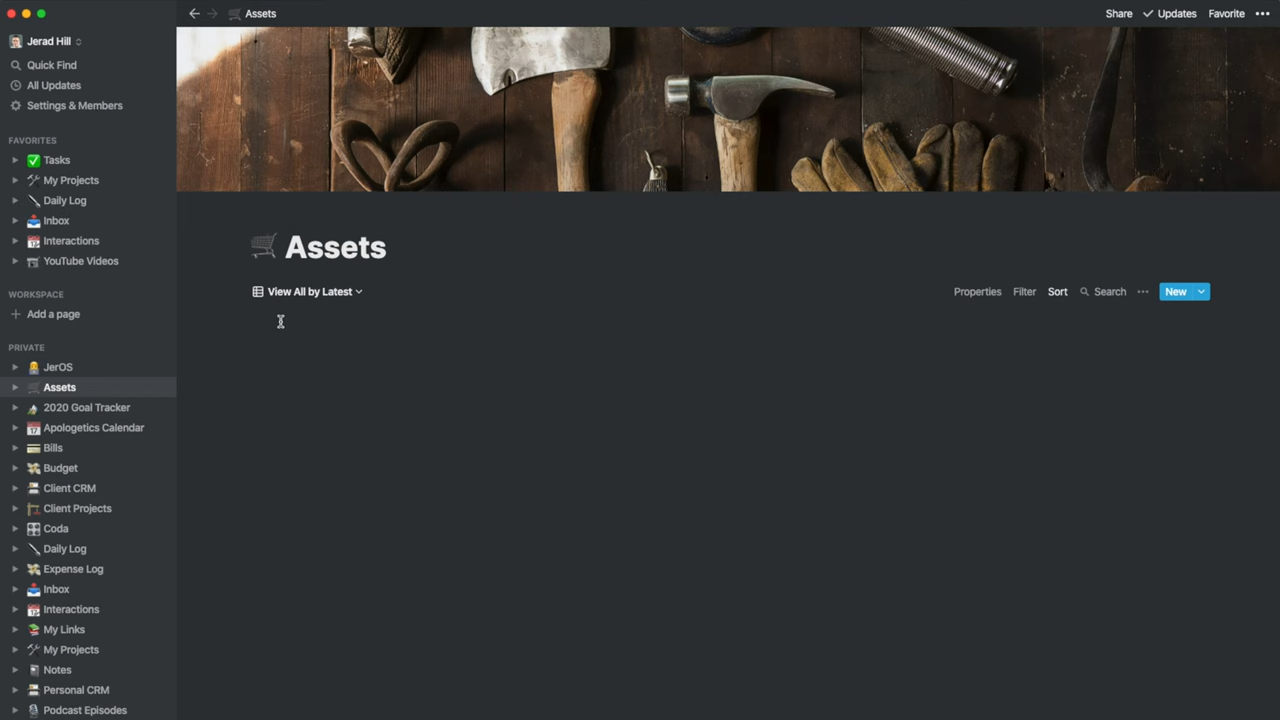 Assets
Share
Updates
Favorite
Jerad Hill
Quick Find
All Updates
Settings & Members
FAVORITES
Tasks
My Projects
Daily Log
Inbox
Interactions
YouTube Videos
WORKSPACE
Add a page
PRIVATE
JerOS
Assets
2020 Goal Tracker
Apologetics Calendar
Bills
Budget
Client CRM
Client Projects
Coda
Daily Log
Expense Log
Inbox
Interactions
My Links
My Projects
Notes
Personal CRM
Podcast Episodes
Assets
View All by Latest
Properties
Filter
Sort
Search
New